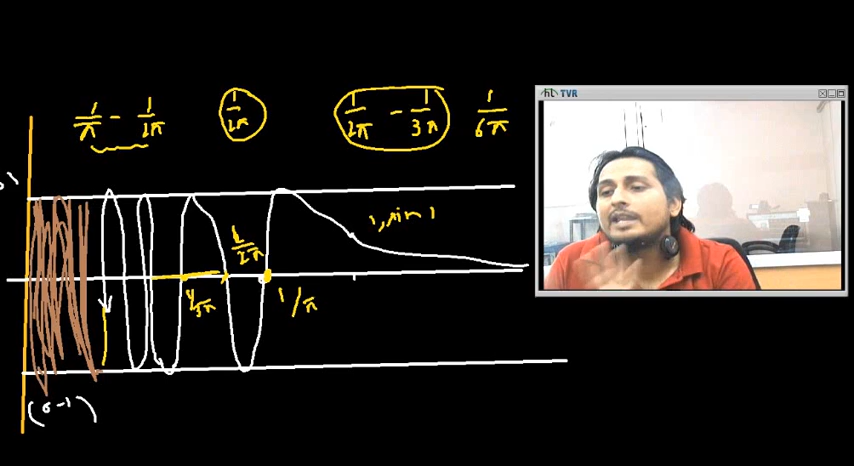 TVR
1/π - 1/2π
1/2π
1/2π - 1/3π
1/6π
1, sin 1
1/2π
1/3π
1/π
(0-1)